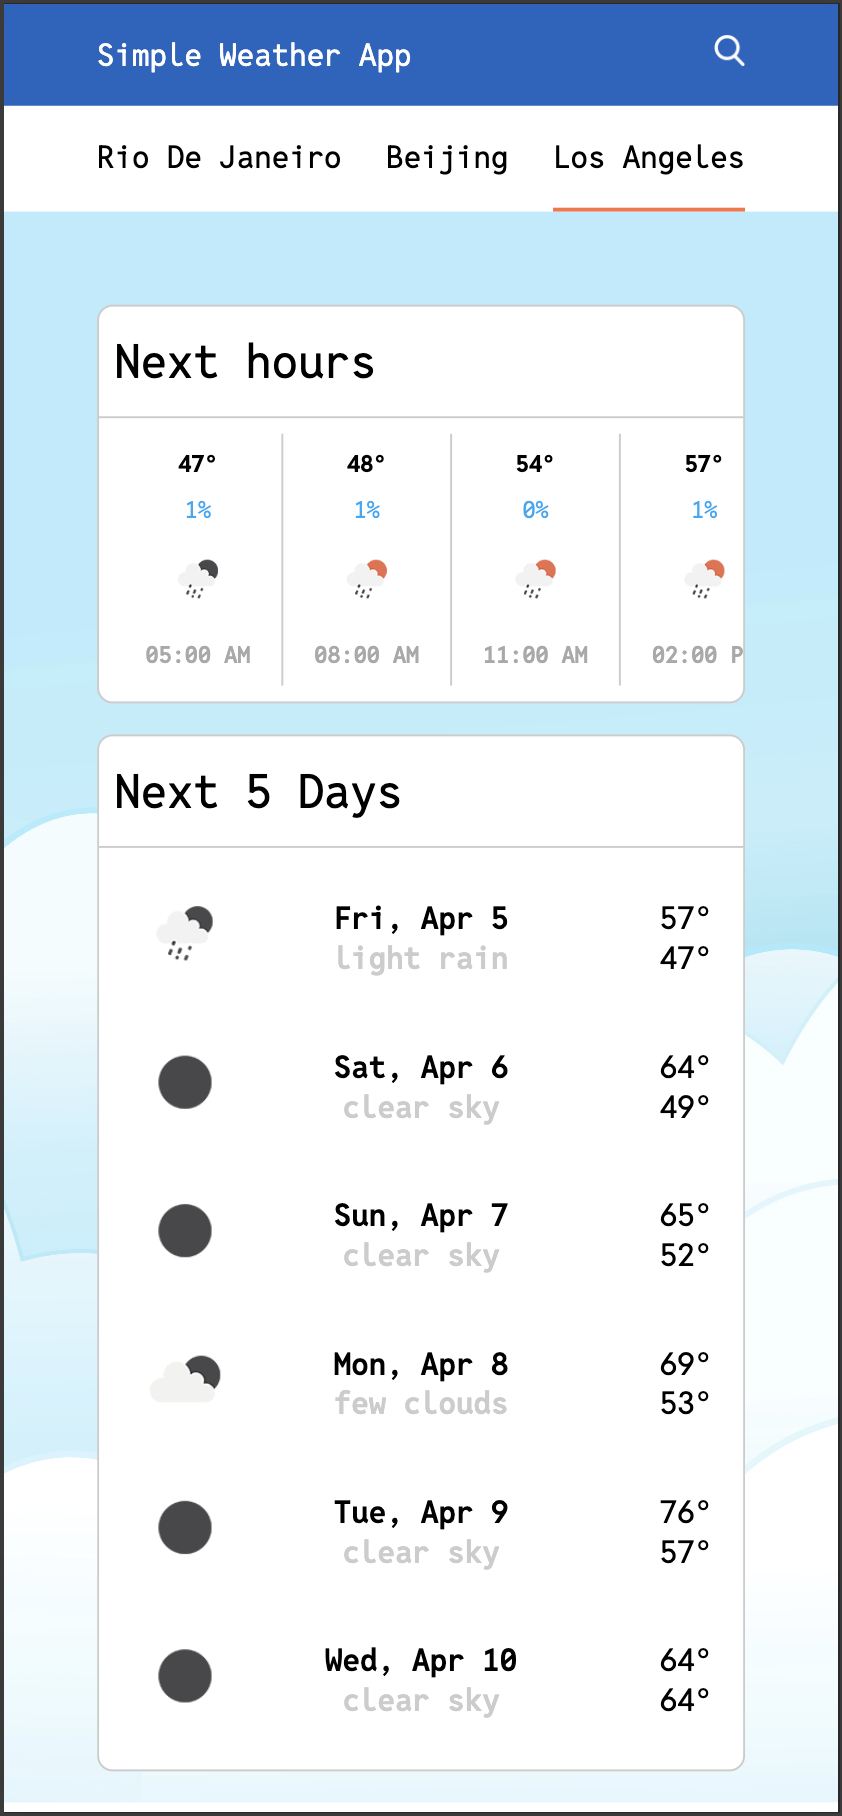 Simple Weather App
Rio De Janeiro Beijing Los Angeles
Next hours
47° 48° 54° 57°
1% 1% 0% 1%
05:00 AM 08:00 AM 11:00 AM 02:00 P
Next 5 Days
Fri, Apr 5 57°
light rain 47°
Sat, Apr 6 64°
clear sky 49°
Sun, Apr 7 65°
clear sky 52°
Mon, Apr 8 69°
few clouds 53°
Tue, Apr 9 76°
clear sky 57°
Wed, Apr 10 64°
clear sky 64°